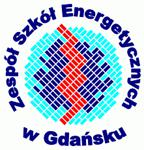 Zespół Szkół Energetycznych
w Gdańsku